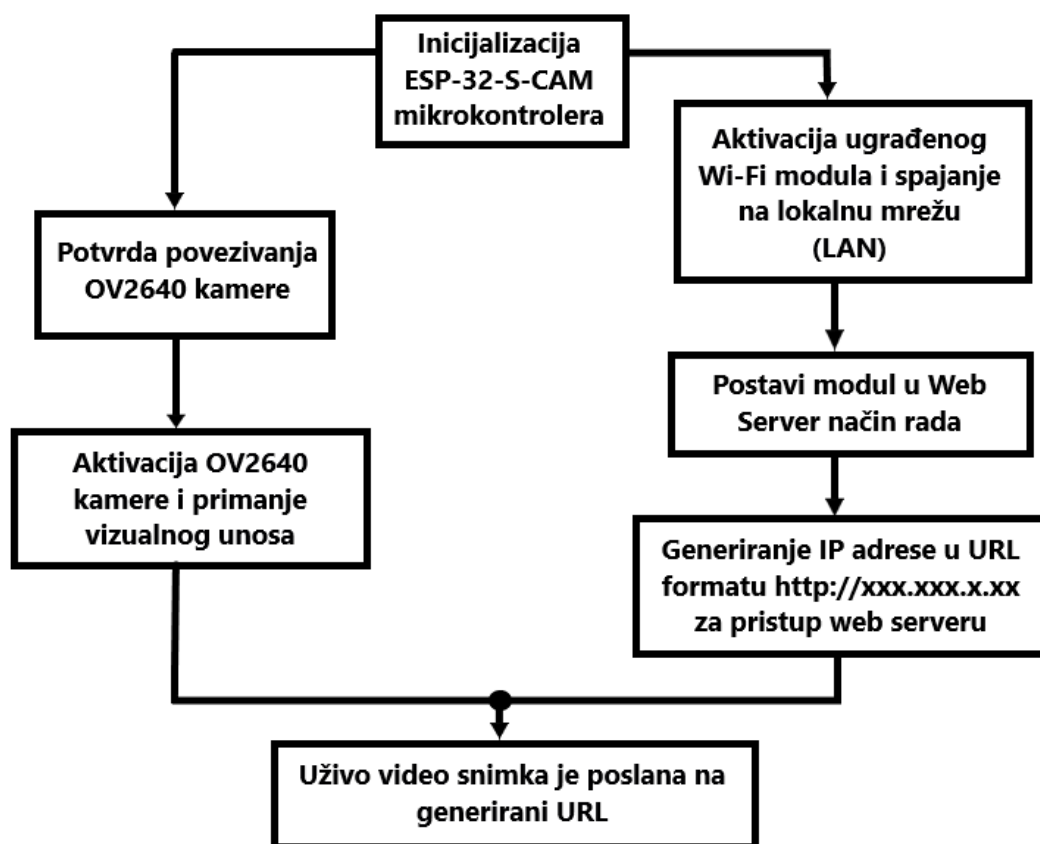 Inicijalizacija
ESP-32-S-CAM
mikrokontrolera
Potvrda povezivanja
OV2640 kamere
Aktivacija OV2640
kamere i primanje
vizualnog unosa
Aktivacija ugrađenog
Wi-Fi modula i spajanje
na lokalnu mrežu
(LAN)
Postavi modul u Web
Server način rada
Generiranje IP adrese u URL
formatu http://xxx.xxx.x.xx
za pristup web serveru
Uživo video snimka je poslana na
generirani URL